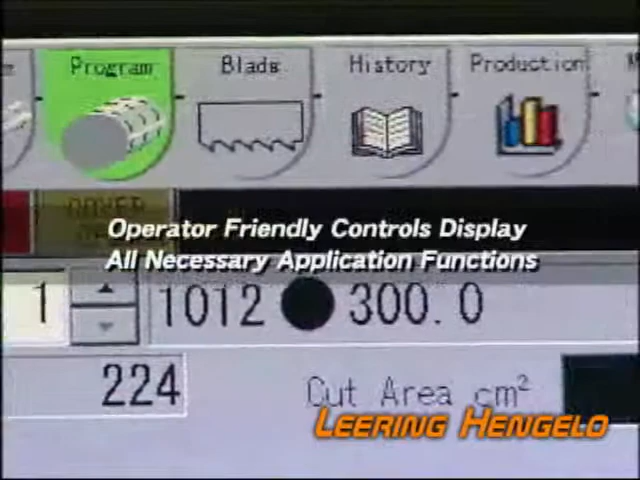 Program Blade History Production
Operator Friendly Controls Display
All Necessary Application Functions
1 1012 300.0
224 Cut Area cm²
LEERING HENGELO